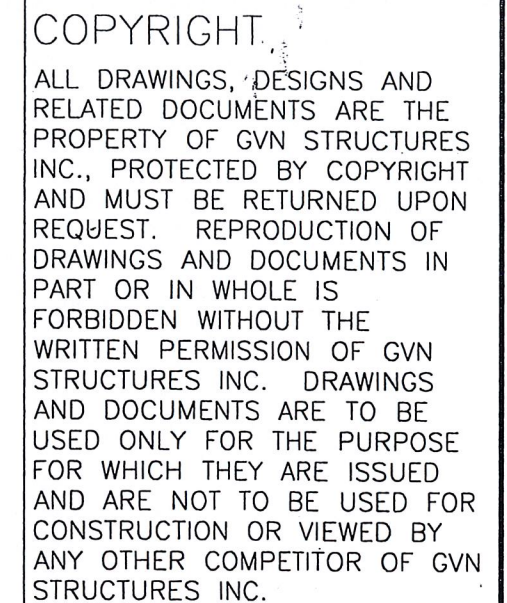 COPYRIGHT
ALL DRAWINGS, DESIGNS AND
RELATED DOCUMENTS ARE THE
PROPERTY OF GVN STRUCTURES
INC., PROTECTED BY COPYRIGHT
AND MUST BE RETURNED UPON
REQUEST. REPRODUCTION OF
DRAWINGS AND DOCUMENTS IN
PART OR IN WHOLE IS
FORBIDDEN WITHOUT THE
WRITTEN PERMISSION OF GVN
STRUCTURES INC. DRAWINGS
AND DOCUMENTS ARE TO BE
USED ONLY FOR THE PURPOSE
FOR WHICH THEY ARE ISSUED
AND ARE NOT TO BE USED FOR
CONSTRUCTION OR VIEWED BY
ANY OTHER COMPETITOR OF GVN
STRUCTURES INC.